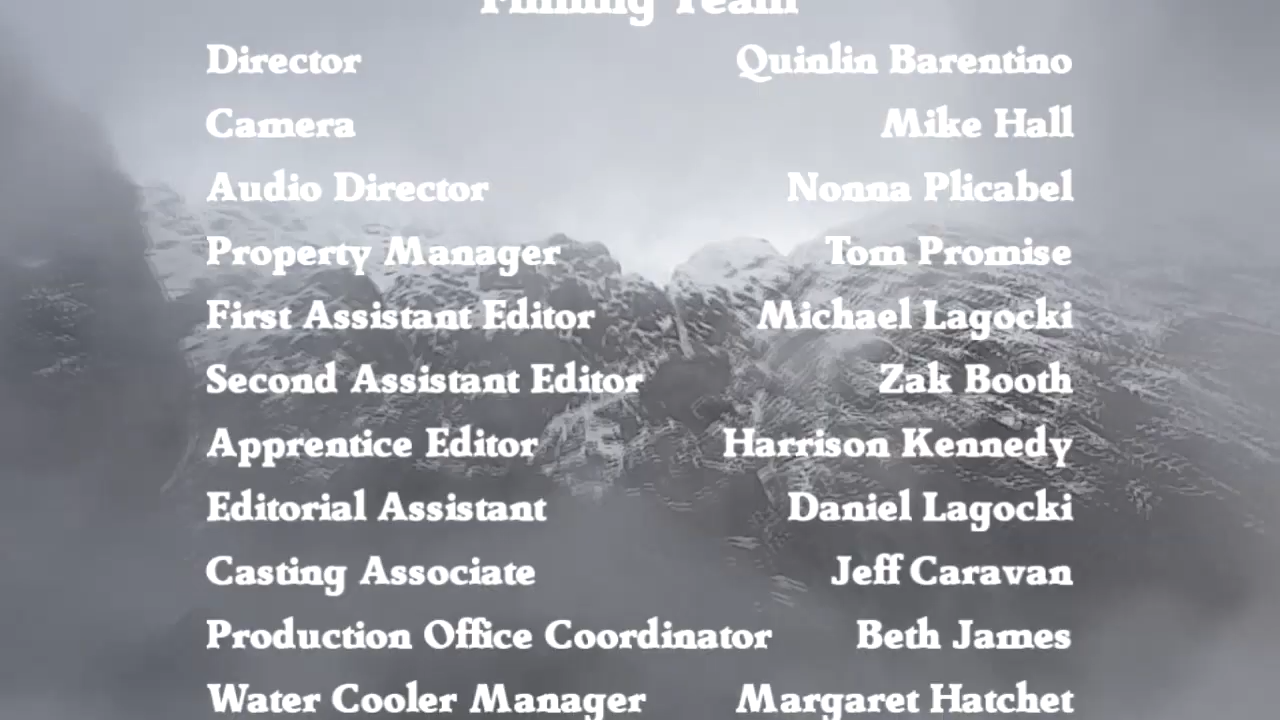 Filming Team
Director Quinlin Barentino
Camera Mike Hall
Audio Director Nonna Plicabel
Property Manager Tom Promise
First Assistant Editor Michael Lagocki
Second Assistant Editor Zak Booth
Apprentice Editor Harrison Kennedy
Editorial Assistant Daniel Lagocki
Casting Associate Jeff Caravan
Production Office Coordinator Beth James
Water Cooler Manager Margaret Hatchet